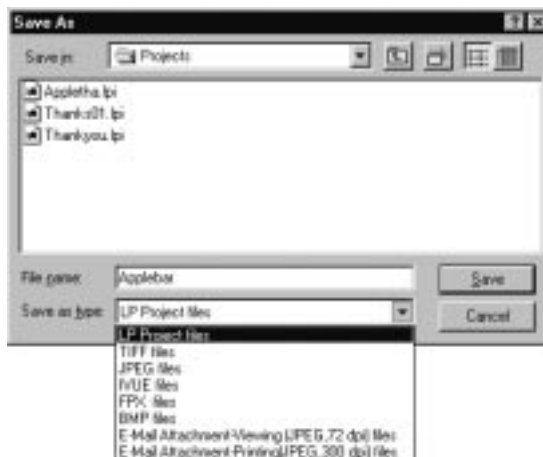 Save As
Save in: Projects
Appletha.lpi
Thanks01.lpi
Thankyou.lpi
File name: Applebar
Save
Save as type: LP Project files
Cancel
LP Project files
TIFF files
JPEG files
IVUE files
FPX files
BMP files
E-Mail Attachment-Viewing(JPEG,72 dpi) files
E-Mail Attachment-Printing(JPEG,300 dpi) files